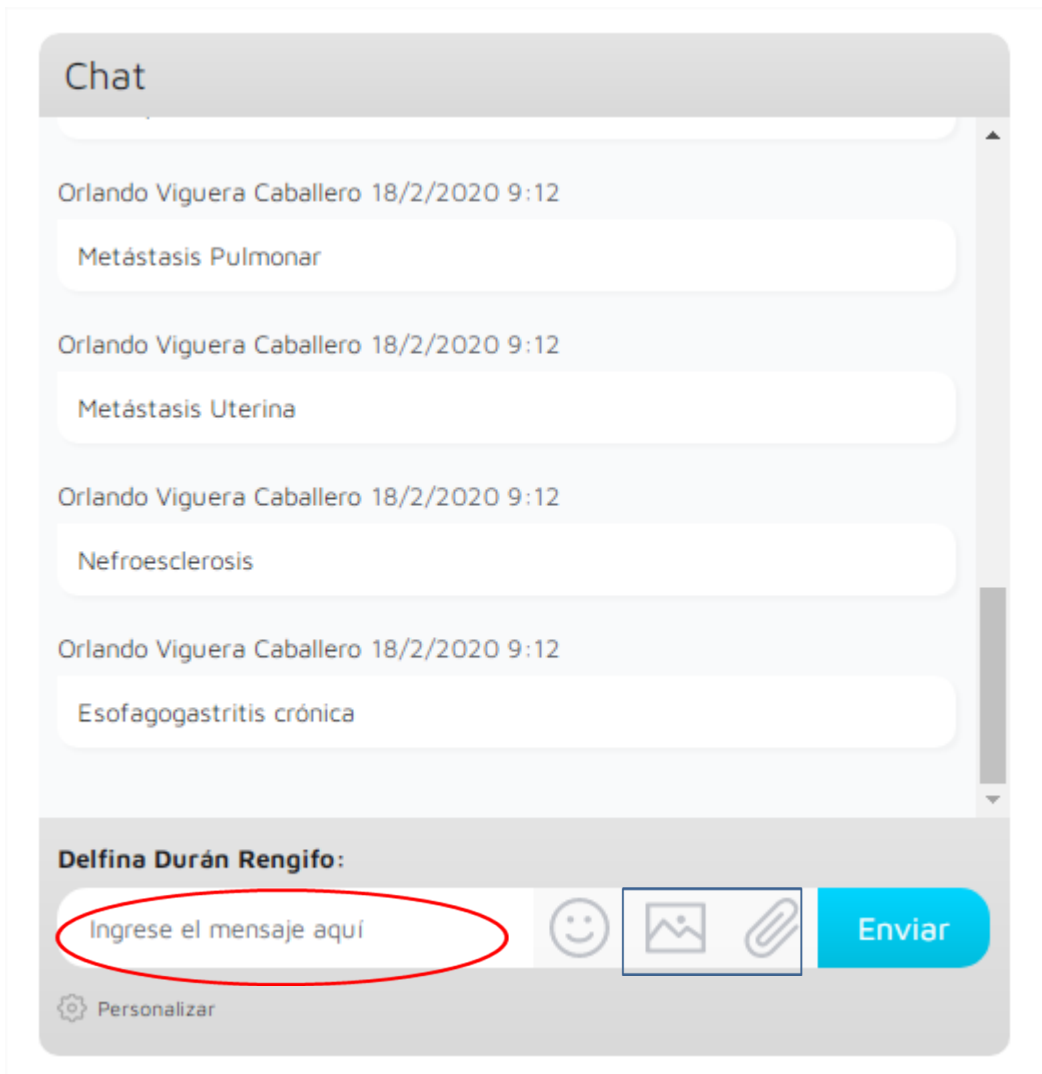 Chat
Orlando Viguera Caballero 18/2/2020 9:12
Metástasis Pulmonar
Orlando Viguera Caballero 18/2/2020 9:12
Metástasis Uterina
Orlando Viguera Caballero 18/2/2020 9:12
Nefroesclerosis
Orlando Viguera Caballero 18/2/2020 9:12
Esofagogastritis crónica
Delfina Durán Rengifo:
Ingrese el mensaje aquí
Enviar
Personalizar